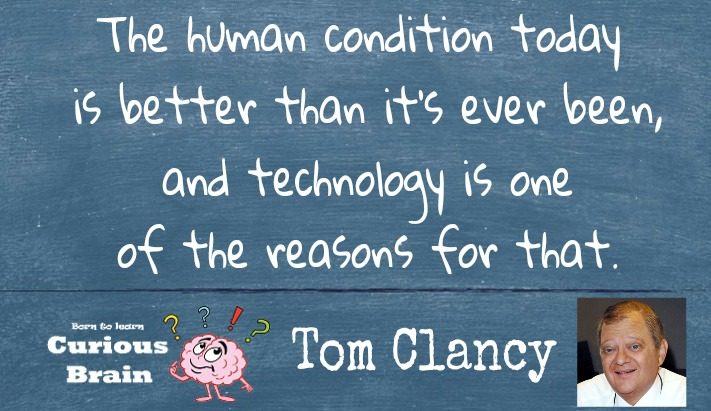 The human condition today
is better than it's ever been,
and technology is one
of the reasons for that.
Born to learn
Curious
Brain
Tom Clancy